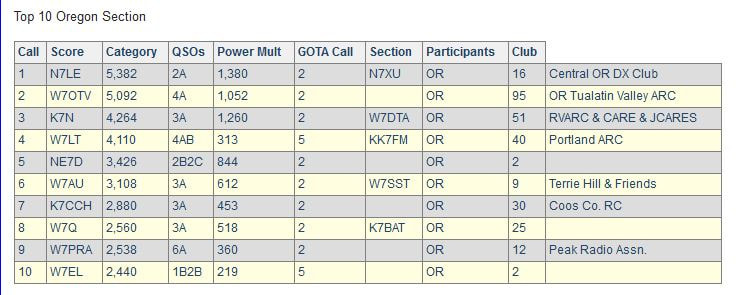 Top 10 Oregon Section
Call Score Category QSOs Power Mult GOTA Call Section Participants Club
1 N7LE 5,382 2A 1,380 2 N7XU OR 16 Central OR DX Club
2 W7OTV 5,092 4A 1,052 2 OR 95 OR Tualatin Valley ARC
3 K7N 4,264 3A 1,260 2 W7DTA OR 51 RVARC & CARE & JCARES
4 W7LT 4,110 4AB 313 5 KK7FM OR 40 Portland ARC
5 NE7D 3,426 2B2C 844 2 OR 2
6 W7AU 3,108 3A 612 2 W7SST OR 9 Terrie Hill & Friends
7 K7CCH 2,880 3A 453 2 OR 30 Coos Co. RC
8 W7Q 2,560 3A 518 2 K7BAT OR 25
9 W7PRA 2,538 6A 360 2 OR 12 Peak Radio Assn.
10 W7EL 2,440 1B2B 219 5 OR 2